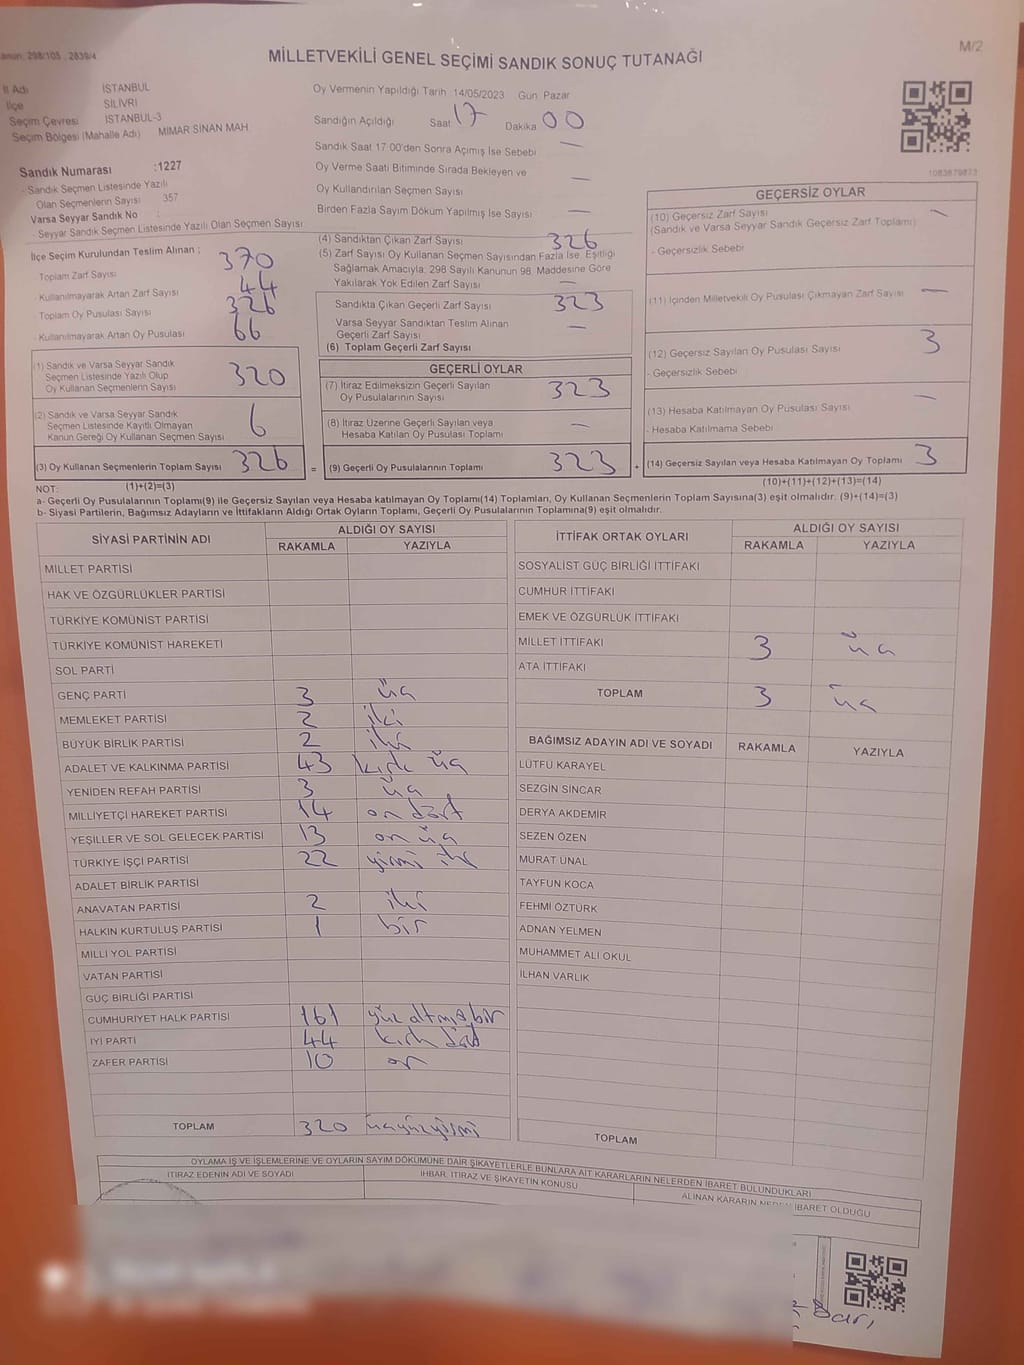 Kanun: 298/105, 2839/4
M/2
MİLLETVEKİLİ GENEL SEÇİMİ SANDIK SONUÇ TUTANAĞI
İl Adı İSTANBUL
İlçe SİLİVRİ
Seçim Çevresi İSTANBUL-3
Seçim Bölgesi (Mahalle Adı) MİMAR SİNAN MAH.
Sandık Numarası :1227
- Sandık Seçmen Listesinde Yazılı
Olan Seçmenlerin Sayısı 357
Varsa Seyyar Sandık No :
- Seyyar Sandık Seçmen Listesinde Yazılı Olan Seçmen Sayısı
Oy Vermenin Yapıldığı Tarih 14/05/2023 Gün Pazar
Sandığın Açıldığı Saat 17 Dakika 00
Sandık Saat 17:00'den Sonra Açımış İse Sebebi —
Oy Verme Saati Bitiminde Sırada Bekleyen ve
Oy Kullandırılan Seçmen Sayısı —
Birden Fazla Sayım Döküm Yapılmış İse Sayısı —
1083879873
İlçe Seçim Kurulundan Teslim Alınan ;
- Toplam Zarf Sayısı 370
- Kullanılmayarak Artan Zarf Sayısı 44
- Toplam Oy Pusulası Sayısı 326
- Kullanılmayarak Artan Oy Pusulası 66
(1) Sandık ve Varsa Seyyar Sandık
Seçmen Listesinde Yazılı Olup
Oy Kullanan Seçmenlerin Sayısı 320
(2) Sandık ve Varsa Seyyar Sandık
Seçmen Listesinde Kayıtlı Olmayan
Kanun Gereği Oy Kullanan Seçmen Sayısı 6
(3) Oy Kullanan Seçmenlerin Toplam Sayısı 326 =
(1)+(2)=(3)
(4) Sandıktan Çıkan Zarf Sayısı 326
(5) Zarf Sayısı Oy Kullanan Seçmen Sayısından Fazla İse, Eşitliği
Sağlamak Amacıyla, 298 Sayılı Kanunun 98. Maddesine Göre
Yakılarak Yok Edilen Zarf Sayısı —
Sandıkta Çıkan Geçerli Zarf Sayısı 323
Varsa Seyyar Sandıktan Teslim Alınan
Geçerli Zarf Sayısı —
(6) Toplam Geçerli Zarf Sayısı
GEÇERLİ OYLAR
(7) İtiraz Edilmeksizin Geçerli Sayılan
Oy Pusulalarının Sayısı 323
(8) İtiraz Üzerine Geçerli Sayılan veya
Hesaba Katılan Oy Pusulası Toplamı —
(9) Geçerli Oy Pusulalarının Toplamı 323 +
GEÇERSİZ OYLAR
(10) Geçersiz Zarf Sayısı —
(Sandık ve Varsa Seyyar Sandık Geçersiz Zarf Toplamı)
- Geçersizlik Sebebi
(11) İçinden Milletvekili Oy Pusulası Çıkmayan Zarf Sayısı —
(12) Geçersiz Sayılan Oy Pusulası Sayısı 3
- Geçersizlik Sebebi
(13) Hesaba Katılmayan Oy Pusulası Sayısı —
- Hesaba Katılmama Sebebi
(14) Geçersiz Sayılan veya Hesaba Katılmayan Oy Toplamı 3
(10)+(11)+(12)+(13)=(14)
NOT:
a- Geçerli Oy Pusulalarının Toplamı(9) ile Geçersiz Sayılan veya Hesaba katılmayan Oy Toplamı(14) Toplamları, Oy Kullanan Seçmenlerin Toplam Sayısına(3) eşit olmalıdır. (9)+(14)=(3)
b- Siyasi Partilerin, Bağımsız Adayların ve İttifakların Aldığı Ortak Oyların Toplamı, Geçerli Oy Pusulalarının Toplamına(9) eşit olmalıdır.
SİYASİ PARTİNİN ADI ALDIĞI OY SAYISI
RAKAMLA YAZIYLA
MİLLET PARTİSİ
HAK VE ÖZGÜRLÜKLER PARTİSİ
TÜRKİYE KOMÜNİST PARTİSİ
TÜRKİYE KOMÜNİST HAREKETİ
SOL PARTİ
GENÇ PARTİ 3 üç
MEMLEKET PARTİSİ 2 iki
BÜYÜK BİRLİK PARTİSİ 2 iki
ADALET VE KALKINMA PARTİSİ 43 kırk üç
YENİDEN REFAH PARTİSİ 3 üç
MİLLİYETÇİ HAREKET PARTİSİ 14 on dört
YEŞİLLER VE SOL GELECEK PARTİSİ 13 on üç
TÜRKİYE İŞÇİ PARTİSİ 22 yirmi iki
ADALET BİRLİK PARTİSİ
ANAVATAN PARTİSİ 2 iki
HALKIN KURTULUŞ PARTİSİ 1 bir
MİLLİ YOL PARTİSİ
VATAN PARTİSİ
GÜÇ BİRLİĞİ PARTİSİ
CUMHURİYET HALK PARTİSİ 161 yüz altmış bir
İYİ PARTİ 44 kırk dört
ZAFER PARTİSİ 10 on
TOPLAM 320 üçyüzyirmi
İTTİFAK ORTAK OYLARI ALDIĞI OY SAYISI
RAKAMLA YAZIYLA
SOSYALİST GÜÇ BİRLİĞİ İTTİFAKI
CUMHUR İTTİFAKI
EMEK VE ÖZGÜRLÜK İTTİFAKI
MİLLET İTTİFAKI 3 üç
ATA İTTİFAKI
TOPLAM 3 üç
BAĞIMSIZ ADAYIN ADI VE SOYADI RAKAMLA YAZIYLA
LÜTFÜ KARAYEL
SEZGİN SİNCAR
DERYA AKDEMİR
SEZEN ÖZEN
MURAT ÜNAL
TAYFUN KOCA
FEHMİ ÖZTÜRK
ADNAN YELMEN
MUHAMMET ALİ OKUL
İLHAN VARLIK
TOPLAM
OYLAMA İŞ VE İŞLEMLERİNE VE OYLARIN SAYIM DÖKÜMÜNE DAİR ŞİKAYETLERLE BUNLARA AİT KARARLARIN NELERDEN İBARET BULUNDUKLARI
İTİRAZ EDENİN ADI VE SOYADI İHBAR, İTİRAZ VE ŞİKAYETİN KONUSU ALINAN KARARIN NEDEN İBARET OLDUĞU